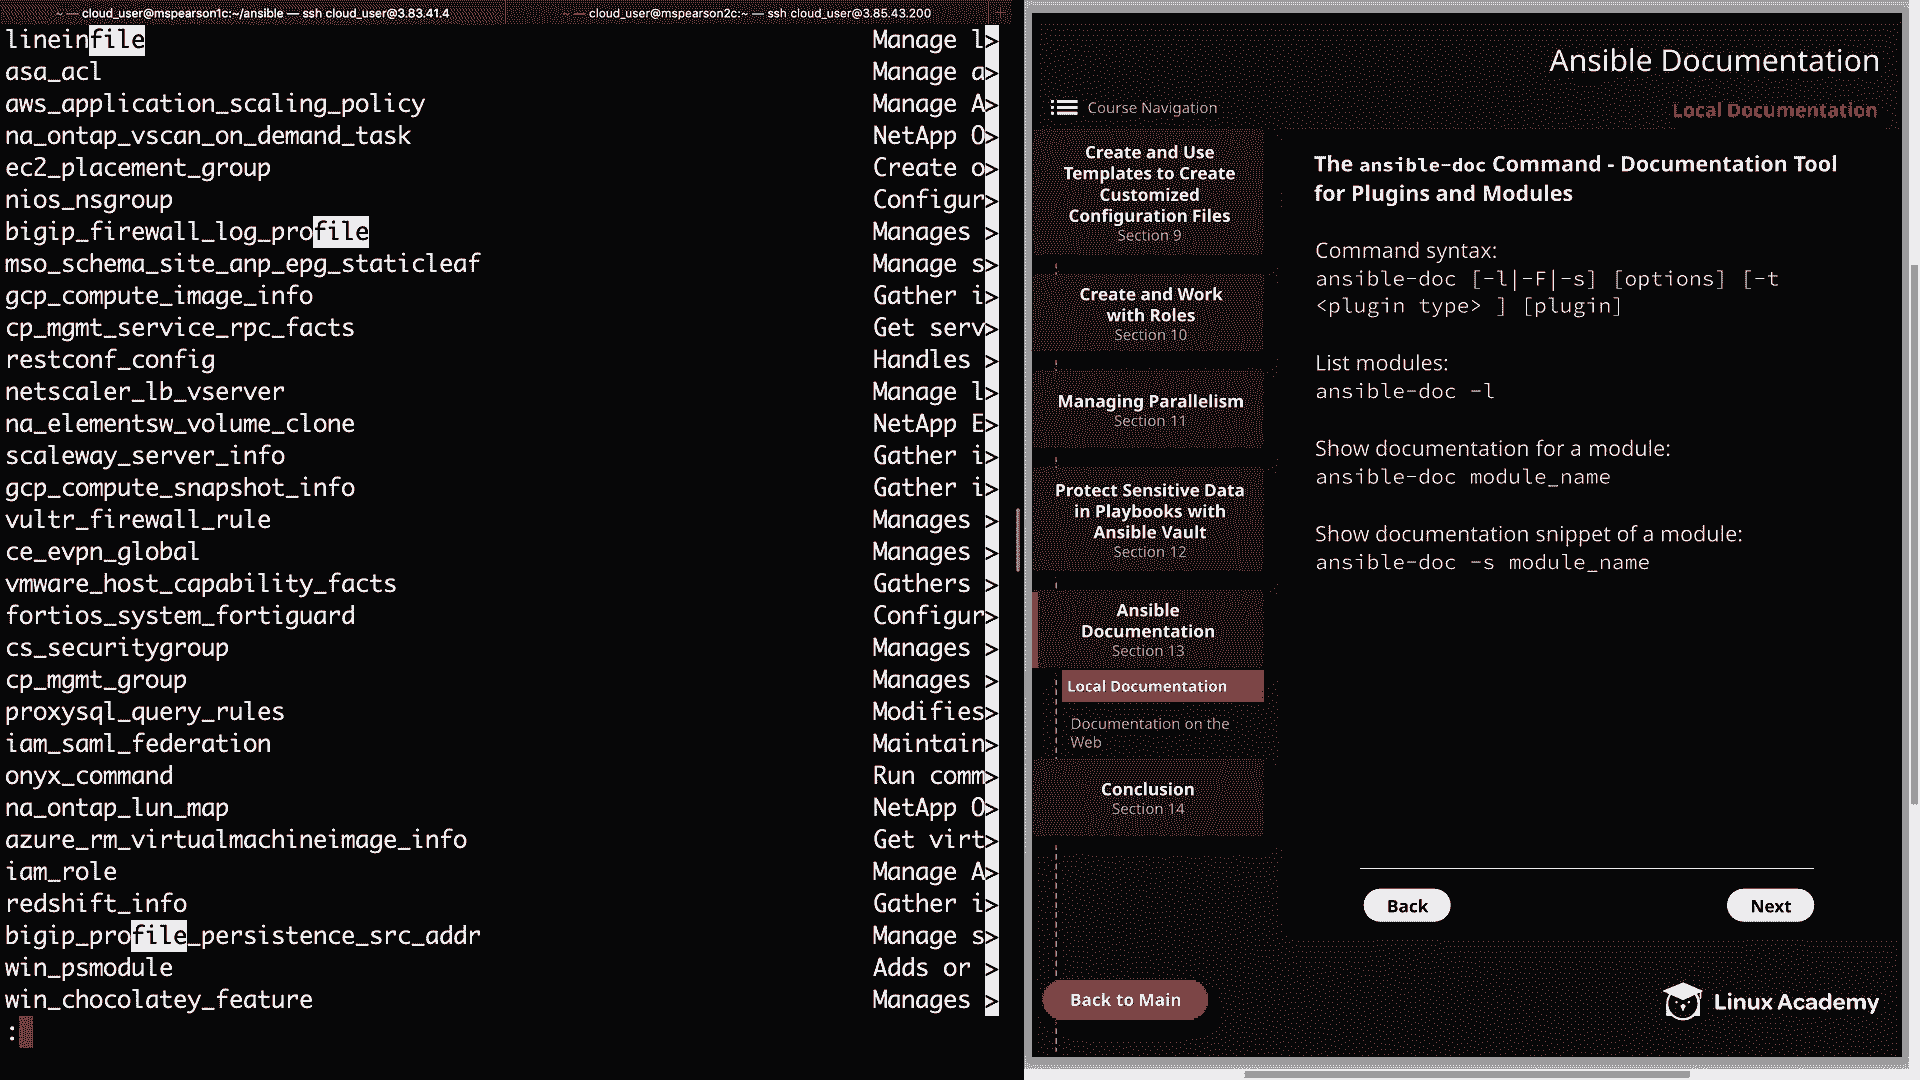 ~ — cloud_user@mspearson1c:~/ansible — ssh cloud_user@3.83.41.4
~ — cloud_user@mspearson2c:~ — ssh cloud_user@3.85.43.200
+
lineinfile Manage l>
asa_acl Manage a>
aws_application_scaling_policy Manage A>
na_ontap_vscan_on_demand_task NetApp O>
ec2_placement_group Create o>
nios_nsgroup Configur>
bigip_firewall_log_profile Manages >
mso_schema_site_anp_epg_staticleaf Manage s>
gcp_compute_image_info Gather i>
cp_mgmt_service_rpc_facts Get serv>
restconf_config Handles >
netscaler_lb_vserver Manage l>
na_elementsw_volume_clone NetApp E>
scaleway_server_info Gather i>
gcp_compute_snapshot_info Gather i>
vultr_firewall_rule Manages >
ce_evpn_global Manages >
vmware_host_capability_facts Gathers >
fortios_system_fortiguard Configur>
cs_securitygroup Manages >
cp_mgmt_group Manages >
proxysql_query_rules Modifies>
iam_saml_federation Maintain>
onyx_command Run comm>
na_ontap_lun_map NetApp O>
azure_rm_virtualmachineimage_info Get virt>
iam_role Manage A>
redshift_info Gather i>
bigip_profile_persistence_src_addr Manage s>
win_psmodule Adds or >
win_chocolatey_feature Manages >
:
Ansible Documentation
Course Navigation
Local Documentation
Create and Use
Templates to Create
Customized
Configuration Files
Section 9
Create and Work
with Roles
Section 10
Managing Parallelism
Section 11
Protect Sensitive Data
in Playbooks with
Ansible Vault
Section 12
Ansible
Documentation
Section 13
Local Documentation
Documentation on the
Web
Conclusion
Section 14
Back to Main
The ansible-doc Command - Documentation Tool
for Plugins and Modules
Command syntax:
ansible-doc [-l|-F|-s] [options] [-t
<plugin type> ] [plugin]
List modules:
ansible-doc -l
Show documentation for a module:
ansible-doc module_name
Show documentation snippet of a module:
ansible-doc -s module_name
Back
Next
Linux Academy